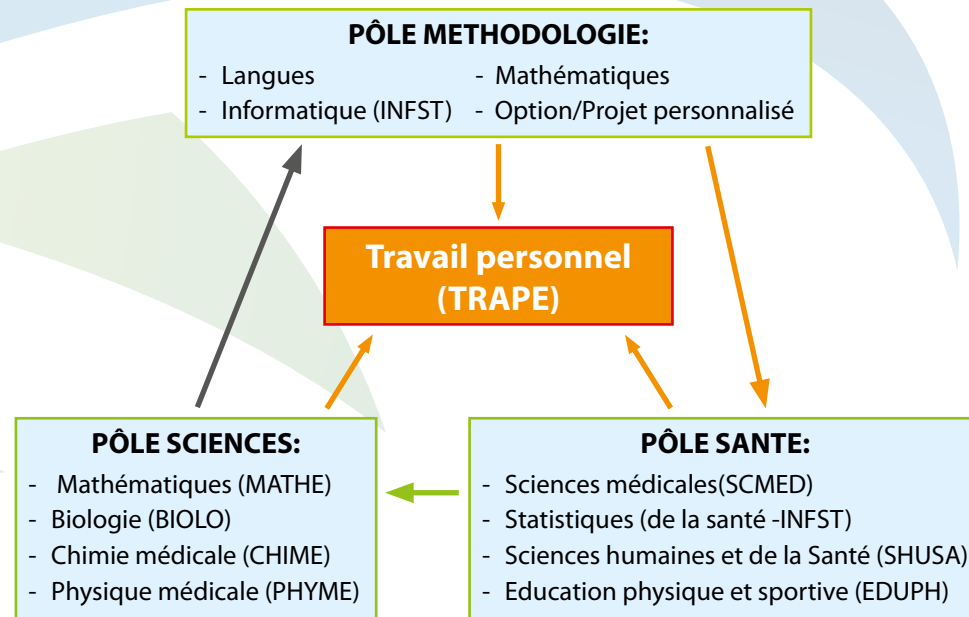 PÔLE METHODOLOGIE:
- Langues
- Informatique (INFST)
- Mathématiques
- Option/Projet personnalisé
Travail personnel
(TRAPE)
PÔLE SCIENCES:
- Mathématiques (MATHE)
- Biologie (BIOLO)
- Chimie médicale (CHIME)
- Physique médicale (PHYME)
PÔLE SANTE:
- Sciences médicales(SCMED)
- Statistiques (de la santé -INFST)
- Sciences humaines et de la Santé (SHUSA)
- Education physique et sportive (EDUPH)